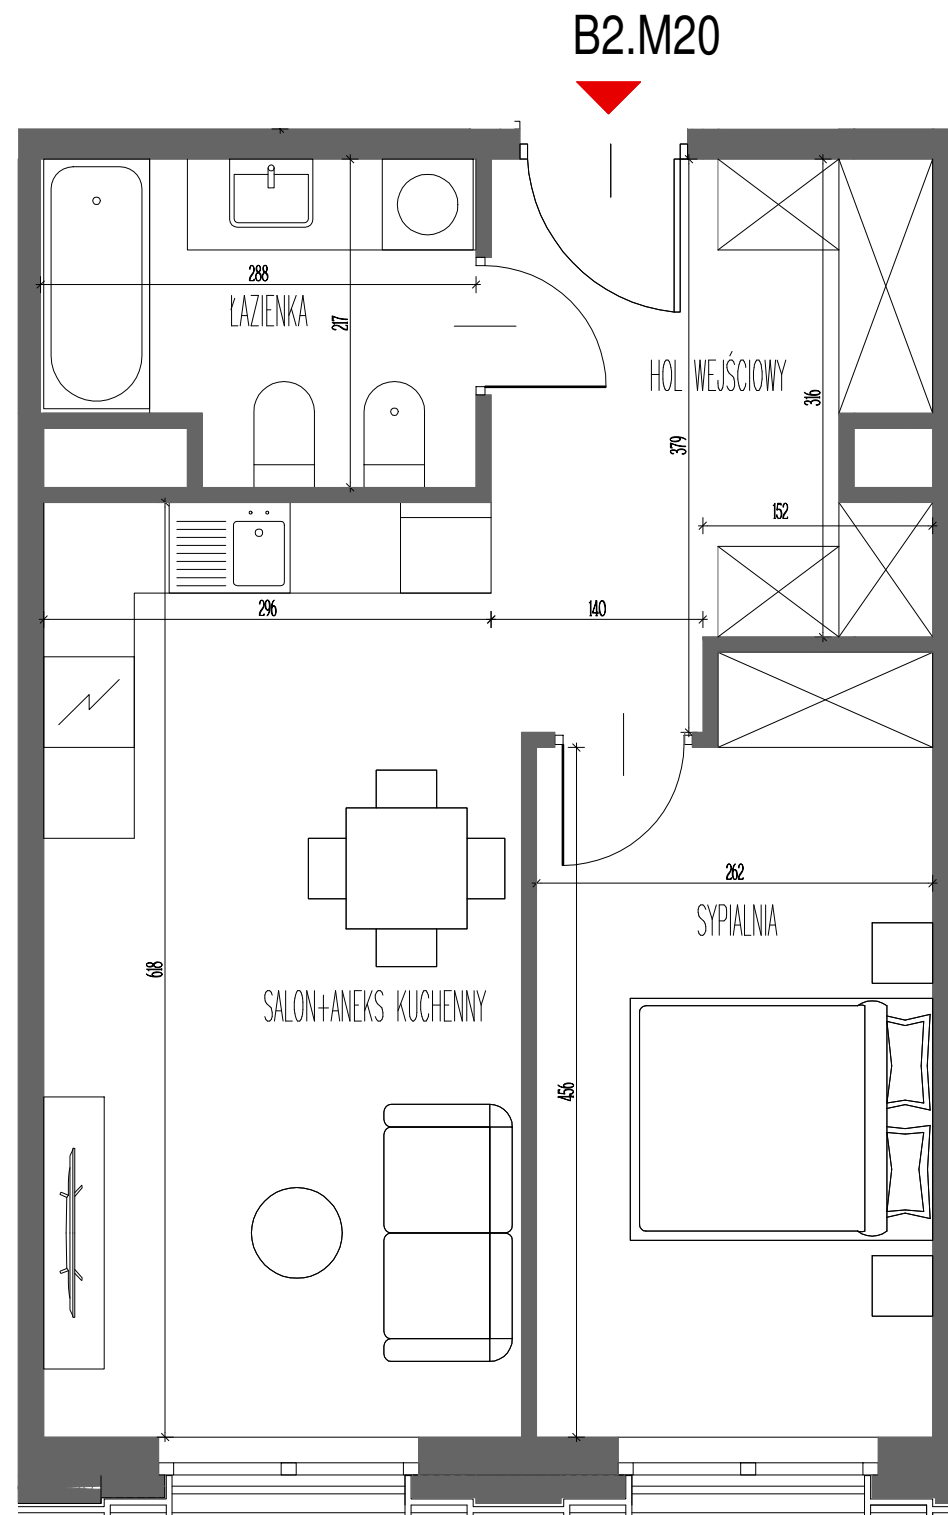 B2.M20
288
ŁAZIENKA
217
HOL WEJŚCIOWY
316
379
152
296
140
262
SYPIALNIA
618
SALON+ANEKS KUCHENNY
456